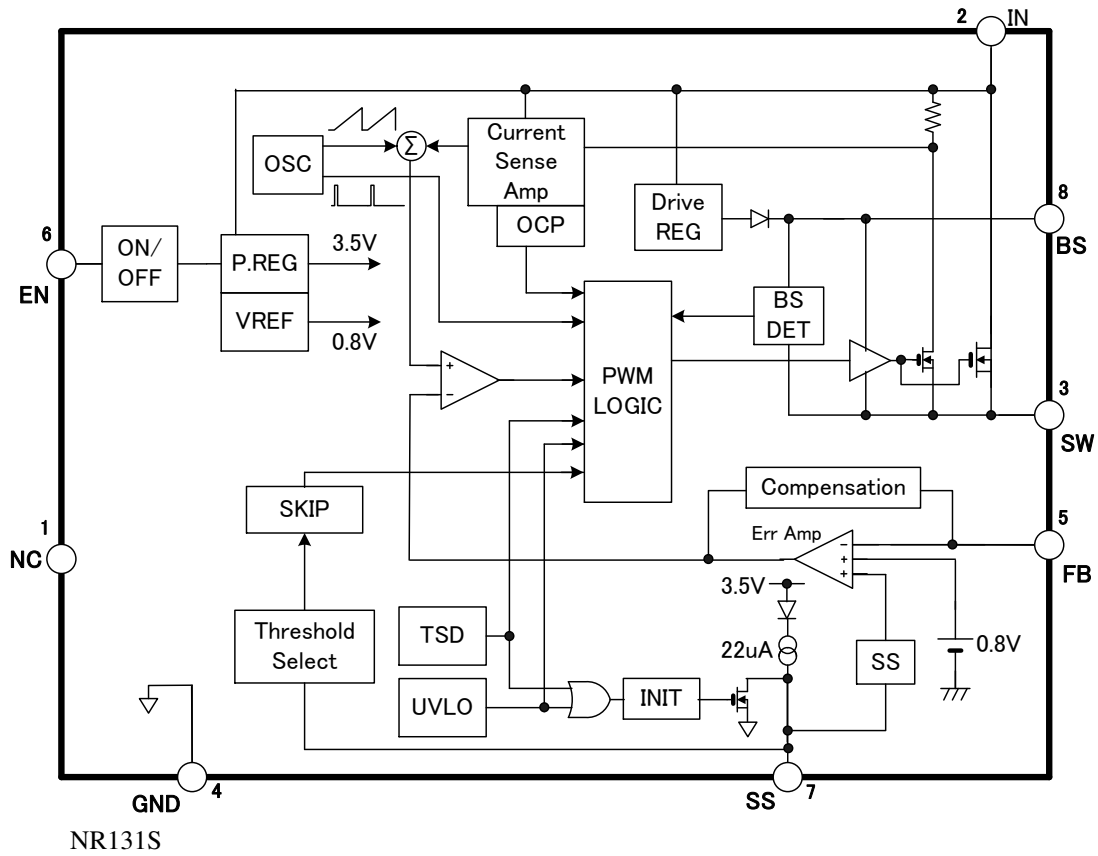 2
IN
Current
Sense
Amp
OSC
Σ
OCP
Drive
REG
8
BS
6
EN
ON/
OFF
P.REG
3.5V
VREF
0.8V
BS
DET
+
−
PWM
LOGIC
3
SW
SKIP
Compensation
1
NC
Err Amp
−
+
+
5
FB
3.5V
Threshold
Select
TSD
22uA
SS
0.8V
UVLO
INIT
GND
4
SS
7
NR131S